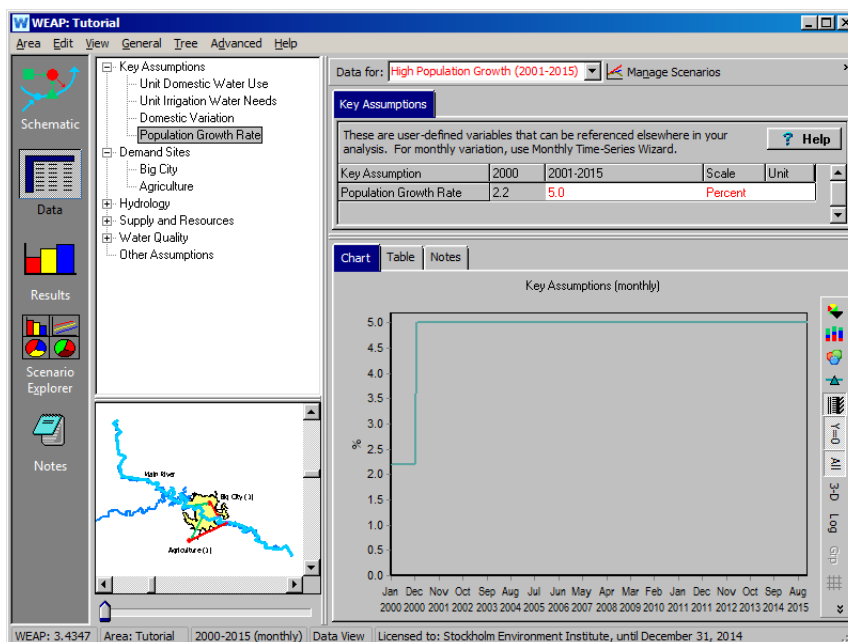 WEAP: Tutorial
Area Edit View General Tree Advanced Help
Schematic
Data
Results
Scenario
Explorer
Notes
Key Assumptions
Unit Domestic Water Use
Unit Irrigation Water Needs
Domestic Variation
Population Growth Rate
Demand Sites
Big City
Agriculture
Hydrology
Supply and Resources
Water Quality
Other Assumptions
Main River
Big City (1)
Agriculture (1)
Data for: High Population Growth (2001-2015) Manage Scenarios
Key Assumptions
These are user-defined variables that can be referenced elsewhere in your
analysis. For monthly variation, use Monthly Time-Series Wizard.
? Help
Key Assumption 2000 2001-2015 Scale Unit
Population Growth Rate 2.2 5.0 Percent
Chart Table Notes
Key Assumptions (monthly)
5.0
4.5
4.0
3.5
3.0
2.5
2.0
1.5
1.0
0.5
0.0
%
Jan Dec Nov Oct Sep Aug Jul Jun May Apr Mar Feb Jan Dec Nov Oct Sep Aug
2000 2000 2001 2002 2003 2004 2005 2006 2007 2008 2009 2010 2011 2011 2012 2013 2014 2015
Y=0
All
3-D
Log
WEAP: 3.4347 Area: Tutorial 2000-2015 (monthly) Data View Licensed to: Stockholm Environment Institute, until December 31, 2014